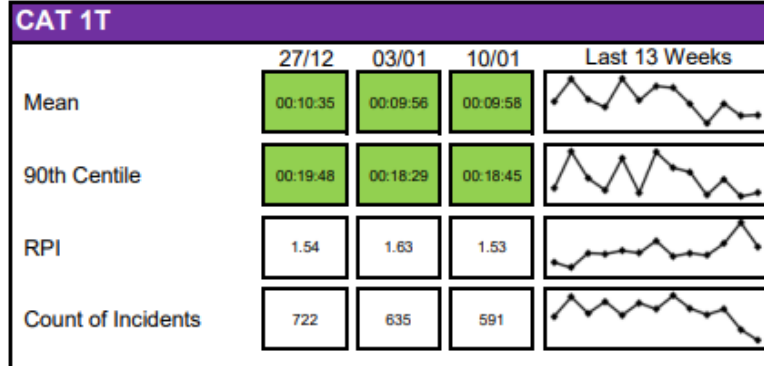 CAT 1T
27/12 03/01 10/01 Last 13 Weeks
Mean 00:10:35 00:09:56 00:09:58
90th Centile 00:19:48 00:18:29 00:18:45
RPI 1.54 1.63 1.53
Count of Incidents 722 635 591